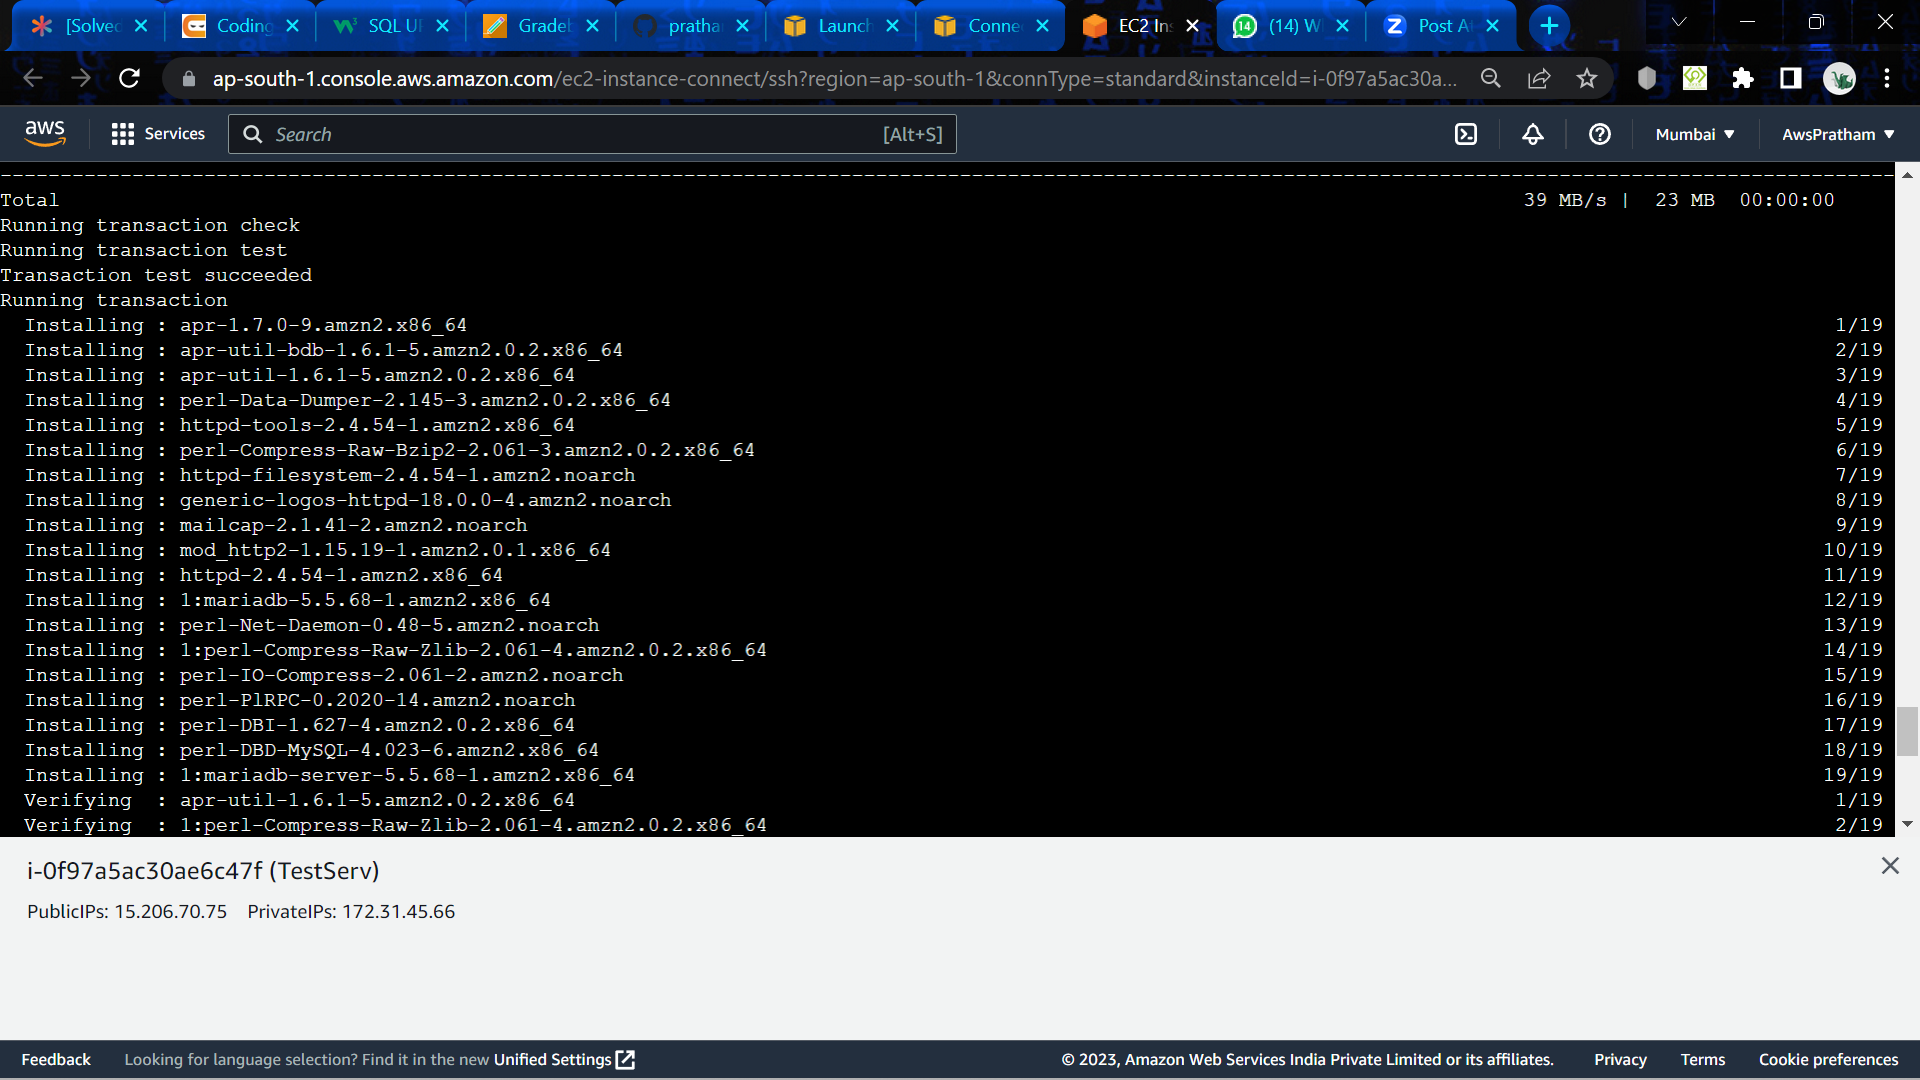 [Solved
Coding
SQL UP
Gradeb
pratha
Launch
Conne
EC2 Ins
(14) W
Post A
ap-south-1.console.aws.amazon.com/ec2-instance-connect/ssh?region=ap-south-1&connType=standard&instanceId=i-0f97a5ac30a...
aws
Services
Search
[Alt+S]
Mumbai
AwsPratham
Total 39 MB/s | 23 MB 00:00:00
Running transaction check
Running transaction test
Transaction test succeeded
Running transaction
Installing : apr-1.7.0-9.amzn2.x86_64 1/19
Installing : apr-util-bdb-1.6.1-5.amzn2.0.2.x86_64 2/19
Installing : apr-util-1.6.1-5.amzn2.0.2.x86_64 3/19
Installing : perl-Data-Dumper-2.145-3.amzn2.0.2.x86_64 4/19
Installing : httpd-tools-2.4.54-1.amzn2.x86_64 5/19
Installing : perl-Compress-Raw-Bzip2-2.061-3.amzn2.0.2.x86_64 6/19
Installing : httpd-filesystem-2.4.54-1.amzn2.noarch 7/19
Installing : generic-logos-httpd-18.0.0-4.amzn2.noarch 8/19
Installing : mailcap-2.1.41-2.amzn2.noarch 9/19
Installing : mod_http2-1.15.19-1.amzn2.0.1.x86_64 10/19
Installing : httpd-2.4.54-1.amzn2.x86_64 11/19
Installing : 1:mariadb-5.5.68-1.amzn2.x86_64 12/19
Installing : perl-Net-Daemon-0.48-5.amzn2.noarch 13/19
Installing : 1:perl-Compress-Raw-Zlib-2.061-4.amzn2.0.2.x86_64 14/19
Installing : perl-IO-Compress-2.061-2.amzn2.noarch 15/19
Installing : perl-PlRPC-0.2020-14.amzn2.noarch 16/19
Installing : perl-DBI-1.627-4.amzn2.0.2.x86_64 17/19
Installing : perl-DBD-MySQL-4.023-6.amzn2.x86_64 18/19
Installing : 1:mariadb-server-5.5.68-1.amzn2.x86_64 19/19
Verifying : apr-util-1.6.1-5.amzn2.0.2.x86_64 1/19
Verifying : 1:perl-Compress-Raw-Zlib-2.061-4.amzn2.0.2.x86_64 2/19
i-0f97a5ac30ae6c47f (TestServ)
PublicIPs: 15.206.70.75 PrivateIPs: 172.31.45.66
Feedback
Looking for language selection? Find it in the new Unified Settings
© 2023, Amazon Web Services India Private Limited or its affiliates.
Privacy
Terms
Cookie preferences